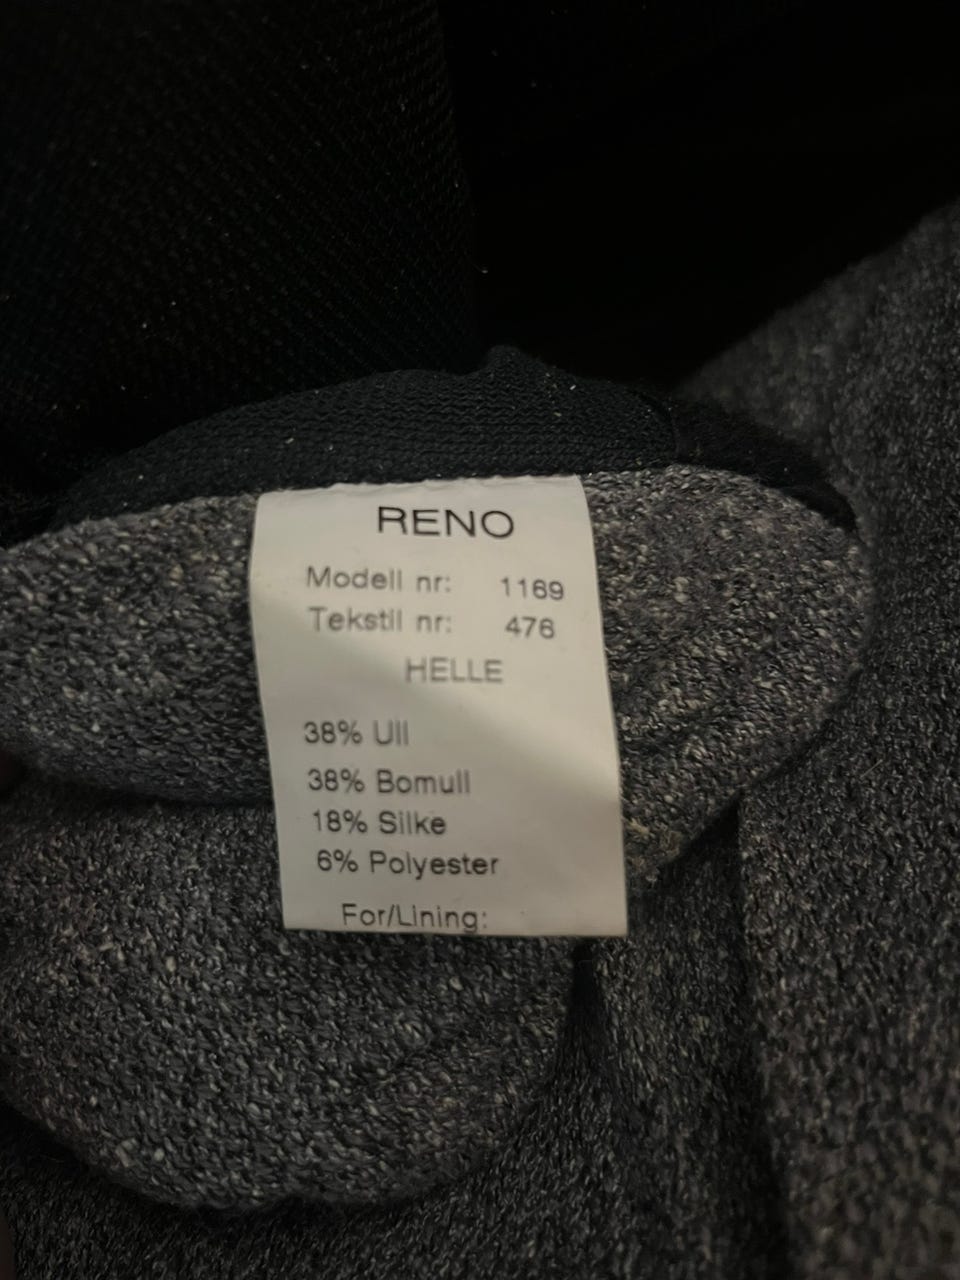 RENO
Modell nr: 1169
Tekstil nr: 476
HELLE
38% Ull
38% Bomull
18% Silke
6% Polyester
For/Lining: